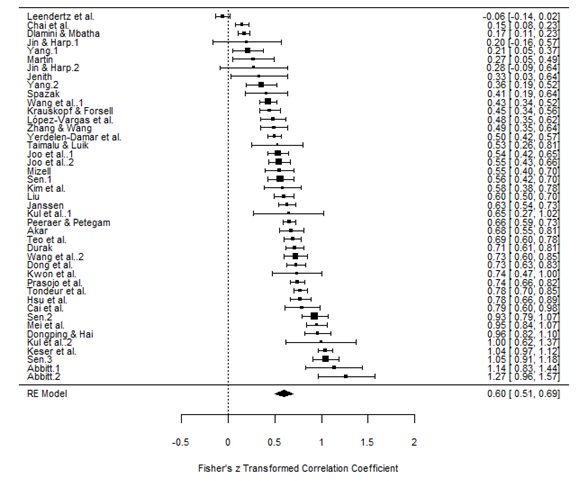 Leendertz et al. -0.06 [-0.14, 0.02]
Chai et al. 0.15 [ 0.08, 0.23]
Dlamini & Mbatha 0.17 [ 0.11, 0.23]
Jin & Harp.1 0.20 [-0.16, 0.57]
Yang.1 0.21 [ 0.05, 0.37]
Martin 0.27 [ 0.05, 0.49]
Jin & Harp.2 0.28 [-0.09, 0.64]
Jenith 0.33 [ 0.03, 0.64]
Yang.2 0.36 [ 0.19, 0.52]
Spazak 0.41 [ 0.19, 0.64]
Wang et al..1 0.43 [ 0.34, 0.52]
Krauskopf & Forsell 0.45 [ 0.34, 0.56]
López-Vargas et al. 0.48 [ 0.35, 0.62]
Zhang & Wang 0.49 [ 0.35, 0.64]
Yerdelen-Damar et al. 0.50 [ 0.42, 0.57]
Taimalu & Luik 0.53 [ 0.26, 0.81]
Joo et al..1 0.54 [ 0.42, 0.65]
Joo et al..2 0.55 [ 0.43, 0.66]
Mizell 0.55 [ 0.40, 0.70]
Sen.1 0.56 [ 0.42, 0.70]
Kim et al. 0.58 [ 0.38, 0.78]
Liu 0.60 [ 0.50, 0.70]
Janssen 0.63 [ 0.54, 0.73]
Kul et al..1 0.65 [ 0.27, 1.02]
Peeraer & Petegam 0.66 [ 0.59, 0.73]
Akar 0.68 [ 0.55, 0.81]
Teo et al. 0.69 [ 0.60, 0.78]
Durak 0.71 [ 0.61, 0.81]
Wang et al..2 0.73 [ 0.60, 0.85]
Dong et al. 0.73 [ 0.63, 0.83]
Kwon et al. 0.74 [ 0.47, 1.00]
Prasojo et al. 0.74 [ 0.66, 0.82]
Tondeur et al. 0.78 [ 0.70, 0.85]
Hsu et al. 0.78 [ 0.66, 0.89]
Cai et al. 0.79 [ 0.60, 0.98]
Sen.2 0.93 [ 0.79, 1.07]
Mei et al. 0.95 [ 0.84, 1.07]
Dongping & Hai 0.96 [ 0.82, 1.10]
Kul et al..2 1.00 [ 0.62, 1.37]
Keser et al. 1.04 [ 0.97, 1.12]
Sen.3 1.05 [ 0.91, 1.18]
Abbitt.1 1.14 [ 0.83, 1.44]
Abbitt.2 1.27 [ 0.96, 1.57]
RE Model 0.60 [ 0.51, 0.69]
-0.5 0 0.5 1 1.5 2
Fisher's z Transformed Correlation Coefficient